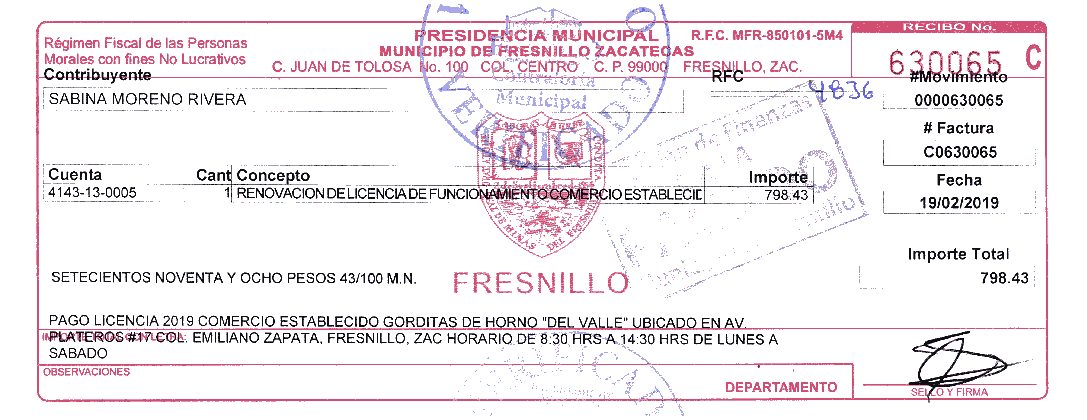 Régimen Fiscal de las Personas
Morales con fines No Lucrativos
PRESIDENCIA MUNICIPAL
R.F.C. MFR-850101-5M4
MUNICIPIO DE FRESNILLO ZACATECAS
C. JUAN DE TOLOSA No. 100 COL. CENTRO C. P. 99000 FRESNILLO, ZAC.
RECIBO No.
630065 C
Contribuyente
RFC
4836
#Movimiento
SABINA MORENO RIVERA
0000630065
Contraloría
Municipal
VERIFICADO
# Factura
C0630065
Cuenta
Cant Concepto
Importe
Fecha
4143-13-0005
1 RENOVACION DE LICENCIA DE FUNCIONAMIENTO COMERCIO ESTABLECID
798.43
19/02/2019
de Finanzas
Importe Total
SETECIENTOS NOVENTA Y OCHO PESOS 43/100 M.N.
FRESNILLO
798.43
PAGO LICENCIA 2019 COMERCIO ESTABLECIDO GORDITAS DE HORNO "DEL VALLE" UBICADO EN AV.
PLATEROS #17 COL. EMILIANO ZAPATA, FRESNILLO, ZAC HORARIO DE 8:30 HRS A 14:30 HRS DE LUNES A
SABADO
OBSERVACIONES
DEPARTAMENTO
SELLO Y FIRMA